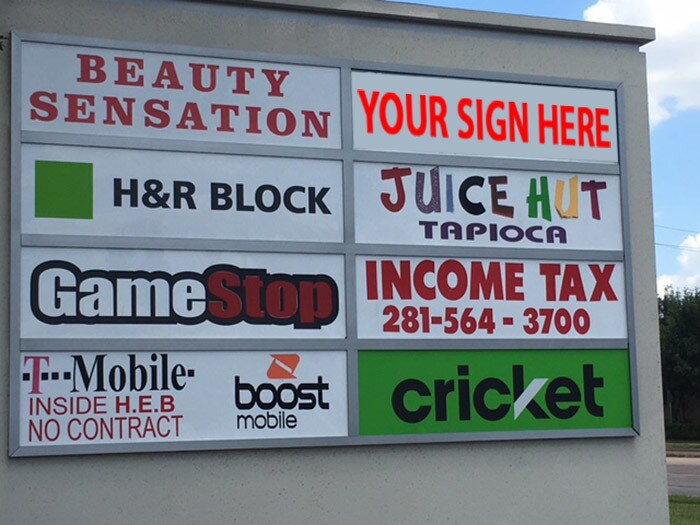 BEAUTY
SENSATION
YOUR SIGN HERE
H&R BLOCK
JUICE HUT
TAPIOCA
GameStop
INCOME TAX
281-564-3700
T-Mobile
INSIDE H.E.B
NO CONTRACT
boost
mobile
cricket